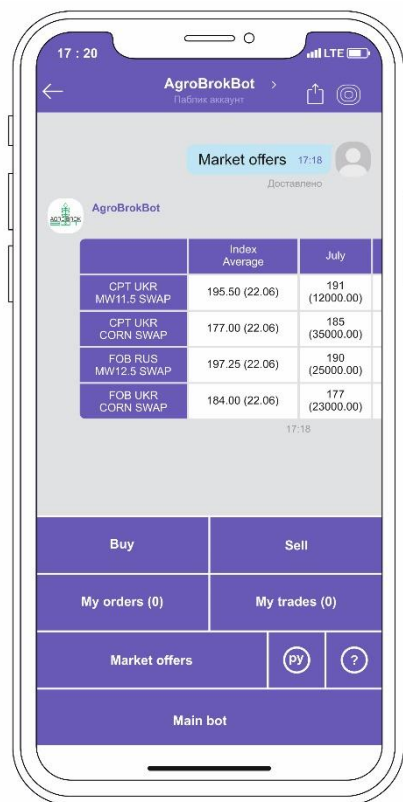 17 : 20
LTE
AgroBrokBot >
Паблик аккаунт
Market offers 17:18
Доставлено
AGROBROK
AgroBrokBot
Index Average July
CPT UKR MW11.5 SWAP 195.50 (22.06) 191 (12000.00)
CPT UKR CORN SWAP 177.00 (22.06) 185 (35000.00)
FOB RUS MW12.5 SWAP 197.25 (22.06) 190 (25000.00)
FOB UKR CORN SWAP 184.00 (22.06) 177 (23000.00)
17:18
Buy Sell
My orders (0) My trades (0)
Market offers ру ?
Main bot